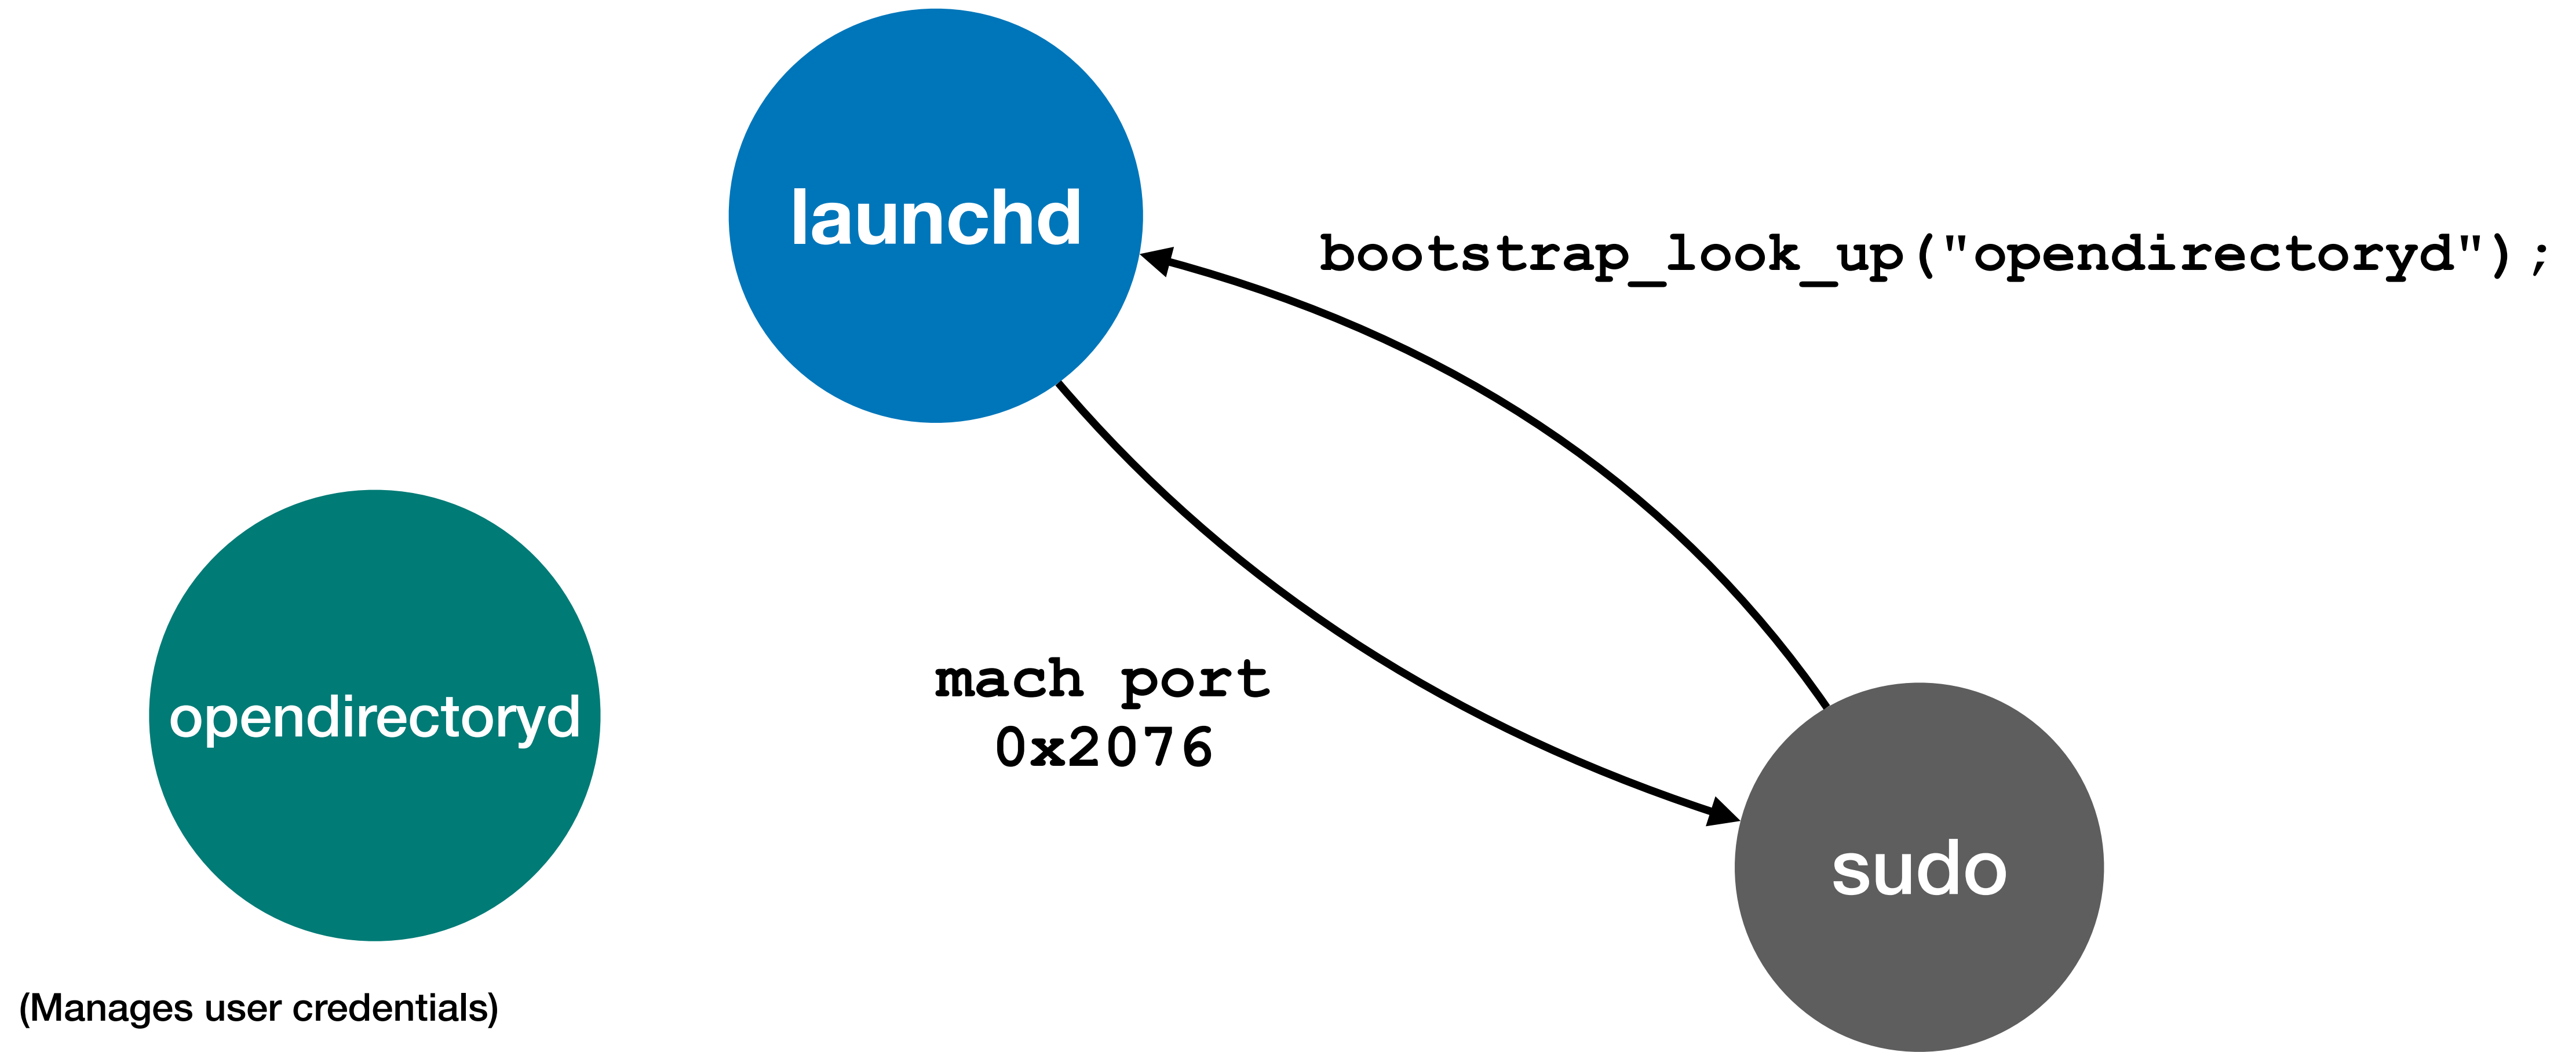 launchd
bootstrap_look_up("opendirectoryd");
mach port
0x2076
opendirectoryd
sudo
(Manages user credentials)